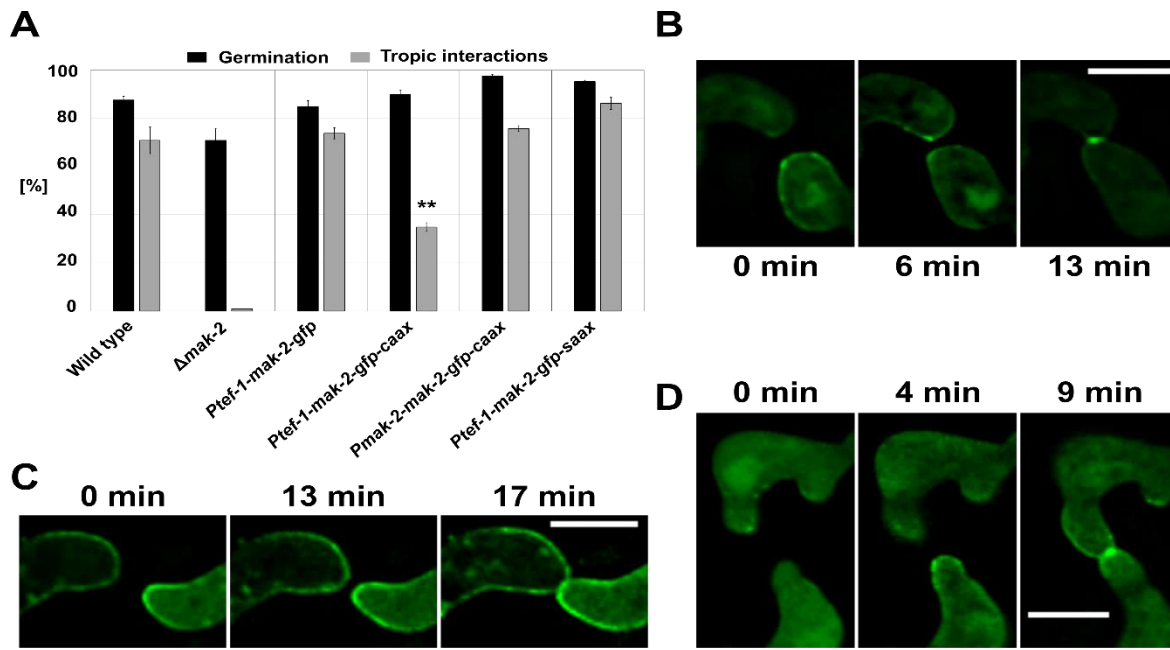 A
Germination
Tropic interactions
[%]
100
80
60
40
20
0
Wild type
Δmak-2
Ptef-1-mak-2-gfp
Ptef-1-mak-2-gfp-caax
Pmak-2-mak-2-gfp-caax
Ptef-1-mak-2-gfp-saax
**
B
0 min 6 min 13 min
C
0 min 13 min 17 min
D
0 min 4 min 9 min